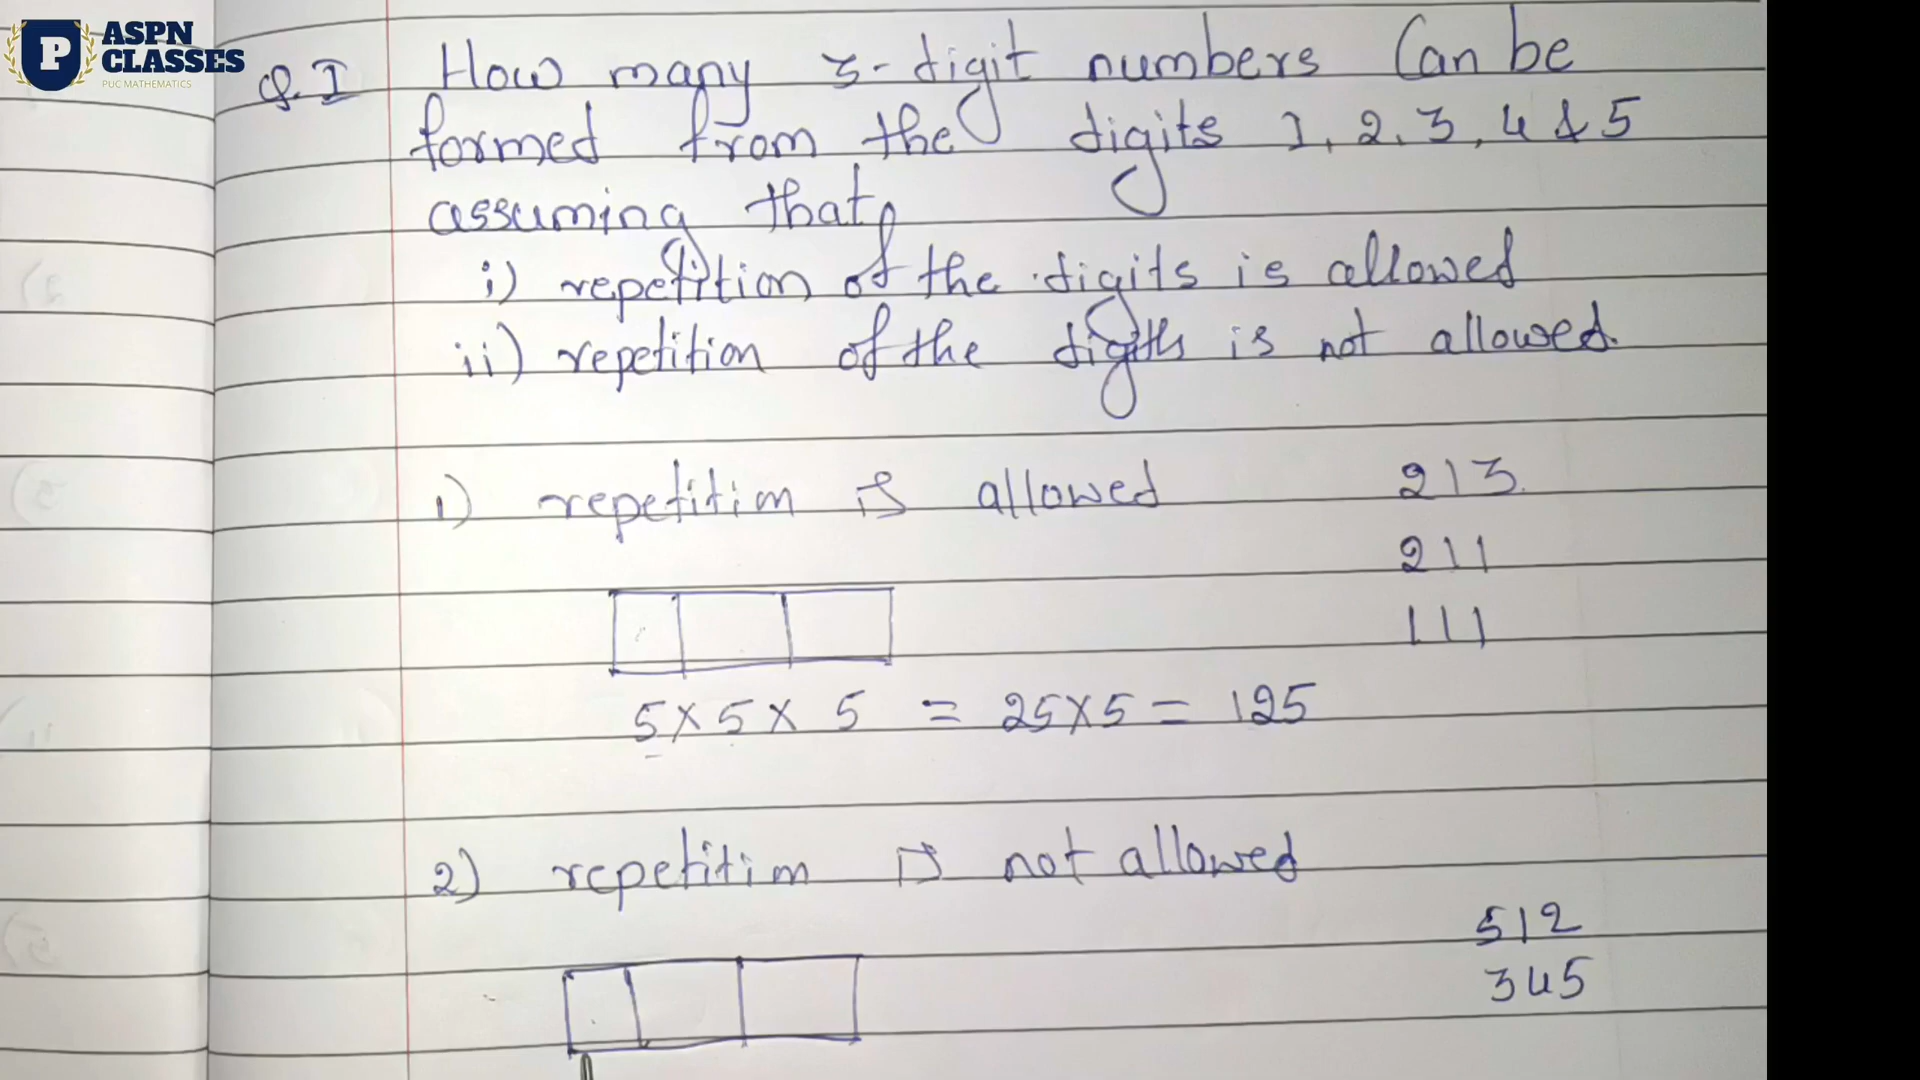 P
ASPN
CLASSES
PUC MATHEMATICS
Q.I How many 3-digit numbers Can be
formed from the digits 1, 2, 3, 4 & 5
assuming that
i) repetition of the digits is allowed
ii) repetition of the digits is not allowed.
1) repetition is allowed 213.
211
111
5×5×5 = 25×5 = 125
2) repetition is not allowed
512
345